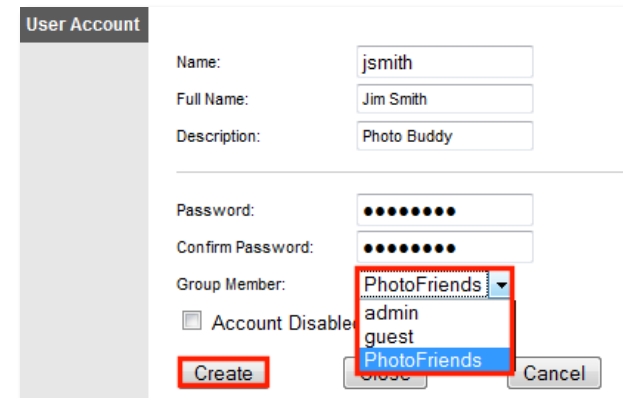 User Account
Name: jsmith
Full Name: Jim Smith
Description: Photo Buddy
Password: ●●●●●●●●
Confirm Password: ●●●●●●●●
Group Member: PhotoFriends
admin
Account Disabled
guest
PhotoFriends
Create Close Cancel